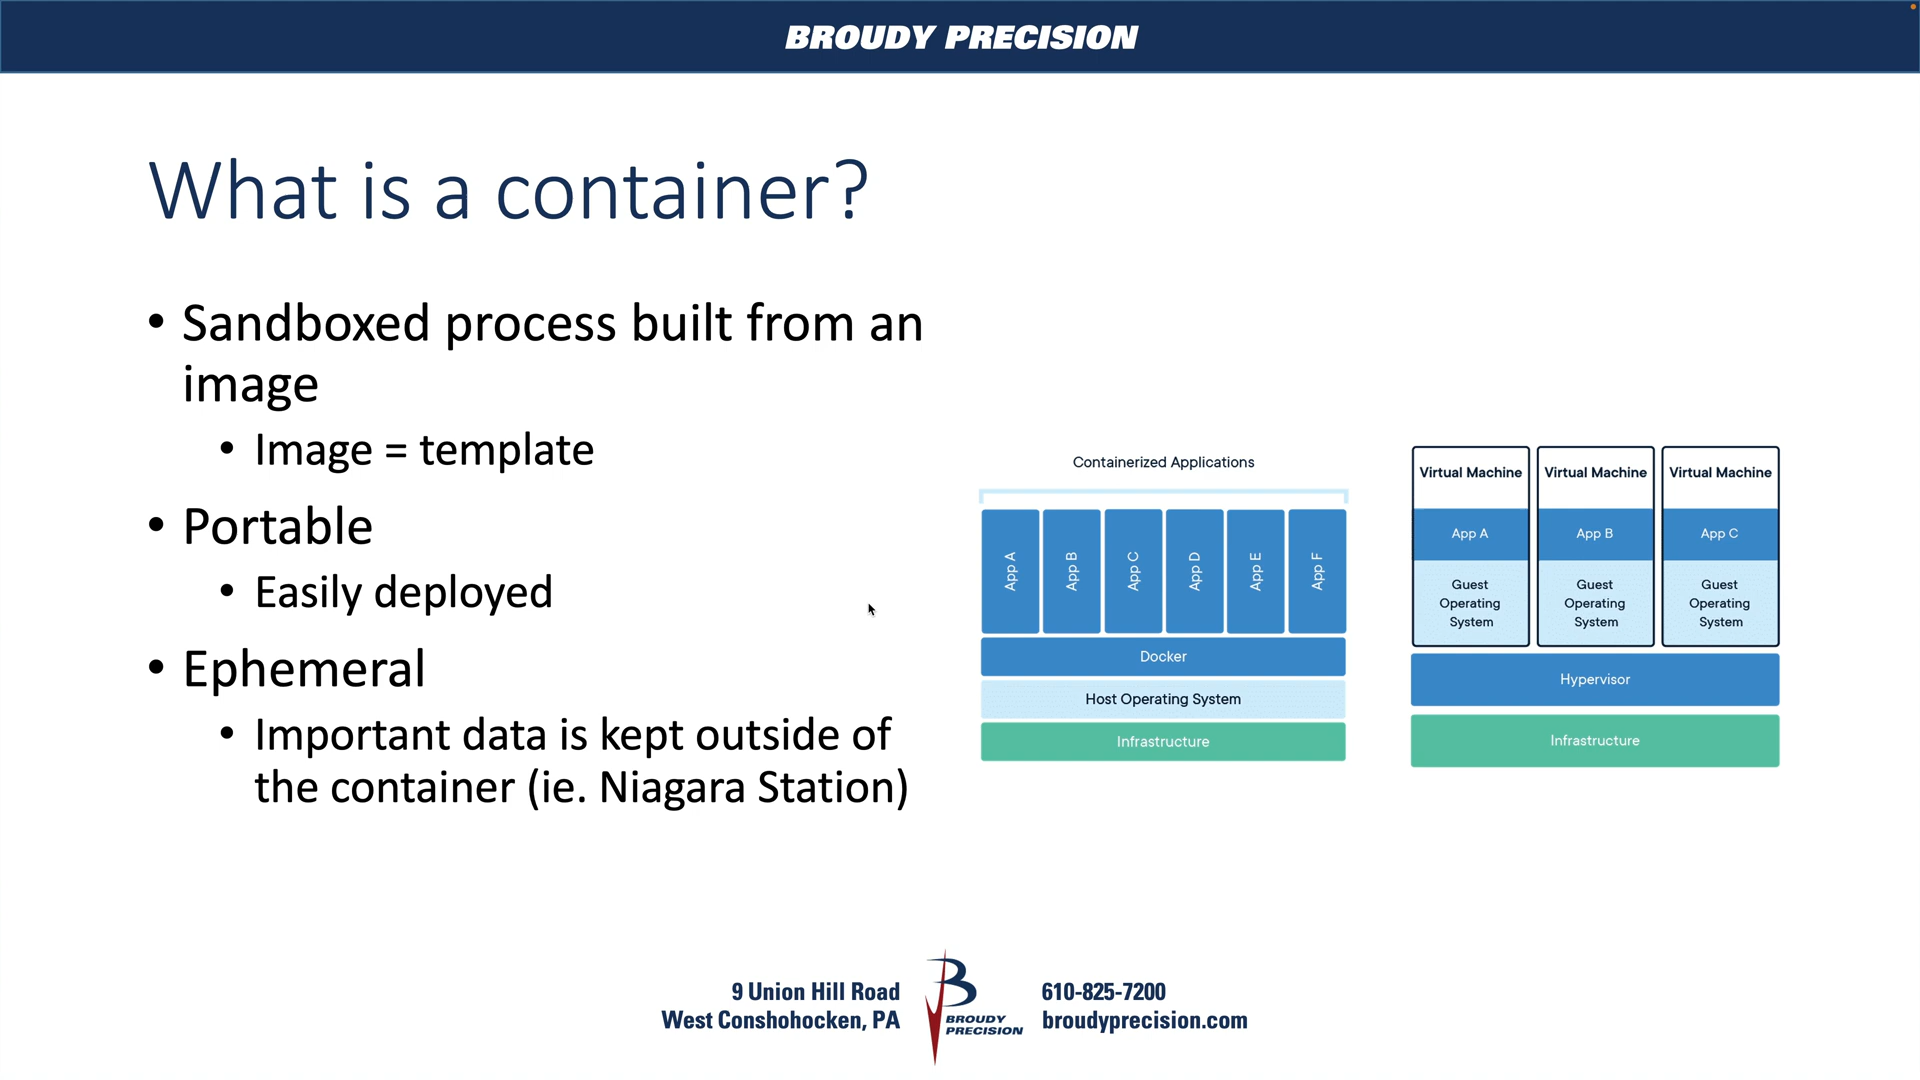 BROUDY PRECISION
What is a container?
• Sandboxed process built from an
image
• Image = template
• Portable
• Easily deployed
• Ephemeral
• Important data is kept outside of
the container (ie. Niagara Station)
Containerized Applications
App A
App B
App C
App D
App E
App F
Docker
Host Operating System
Infrastructure
Virtual Machine
App A
Guest
Operating
System
Virtual Machine
App B
Guest
Operating
System
Virtual Machine
App C
Guest
Operating
System
Hypervisor
Infrastructure
9 Union Hill Road
West Conshohocken, PA
B
BROUDY
PRECISION
610-825-7200
broudyprecision.com